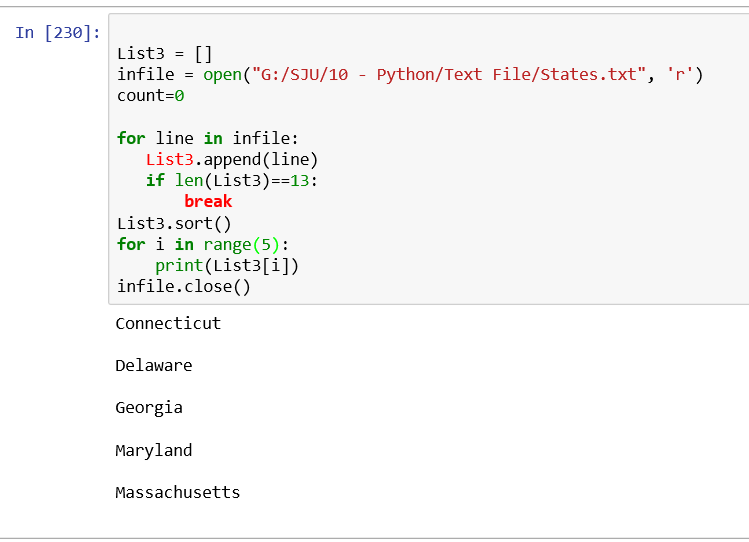 In [230]:
List3 = []
infile = open("G:/SJU/10 - Python/Text File/States.txt", 'r')
count=0
for line in infile:
   List3.append(line)
   if len(List3)==13:
       break
List3.sort()
for i in range(5):
    print(List3[i])
infile.close()
Connecticut
Delaware
Georgia
Maryland
Massachusetts